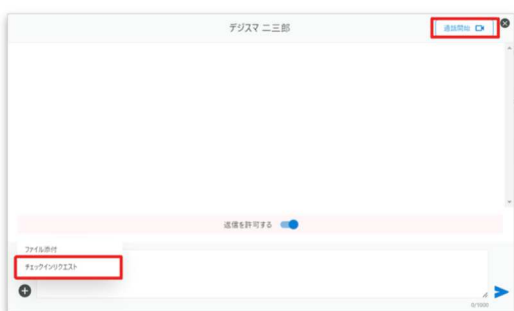 デジスマ 二三郎
通話開始
送信を許可する
ファイル添付
チェックインリクエスト
0/1000